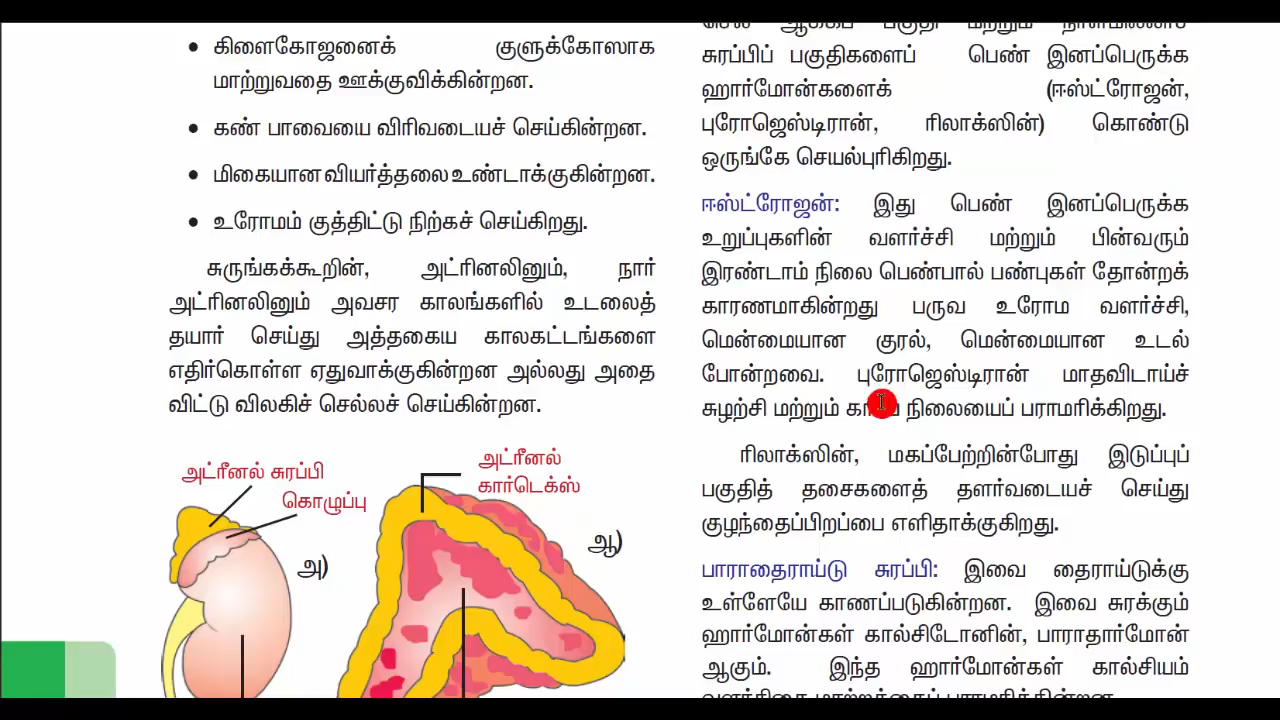 • கிளைகோஜனைக் குளுக்கோஸாக
மாற்றுவதை ஊக்குவிக்கின்றன.
• கண் பாவையை விரிவடையச் செய்கின்றன.
• மிகையான வியர்த்தலை உண்டாக்குகின்றன.
• உரோமம் குத்திட்டு நிற்கச் செய்கிறது.
சுருங்கக்கூறின், அட்ரினலினும், நார்
அட்ரினலினும் அவசர காலங்களில் உடலைத்
தயார் செய்து அத்தகைய காலகட்டங்களை
எதிர்கொள்ள ஏதுவாக்குகின்றன அல்லது அதை
விட்டு விலகிச் செல்லச் செய்கின்றன.
அட்ரீனல் சுரப்பி
கொழுப்பு
அ)
அட்ரீனல்
கார்டெக்ஸ்
ஆ)
சுரப்பிப் பகுதிகளைப் பெண் இனப்பெருக்க
ஹார்மோன்களைக் (ஈஸ்ட்ரோஜன்,
புரோஜெஸ்டிரான், ரிலாக்ஸின்) கொண்டு
ஒருங்கே செயல்புரிகிறது.
ஈஸ்ட்ரோஜன்: இது பெண் இனப்பெருக்க
உறுப்புகளின் வளர்ச்சி மற்றும் பின்வரும்
இரண்டாம் நிலை பெண்பால் பண்புகள் தோன்றக்
காரணமாகின்றது பருவ உரோம வளர்ச்சி,
மென்மையான குரல், மென்மையான உடல்
போன்றவை. புரோஜெஸ்டிரான் மாதவிடாய்ச்
சுழற்சி மற்றும் நிலையைப் பராமரிக்கிறது.
ரிலாக்ஸின், மகப்பேற்றின்போது இடுப்புப்
பகுதித் தசைகளைத் தளர்வடையச் செய்து
குழந்தைப்பிறப்பை எளிதாக்குகிறது.
பாராதைராய்டு சுரப்பி: இவை தைராய்டுக்கு
உள்ளேயே காணப்படுகின்றன. இவை சுரக்கும்
ஹார்மோன்கள் கால்சிடோனின், பாராதார்மோன்
ஆகும். இந்த ஹார்மோன்கள் கால்சியம்